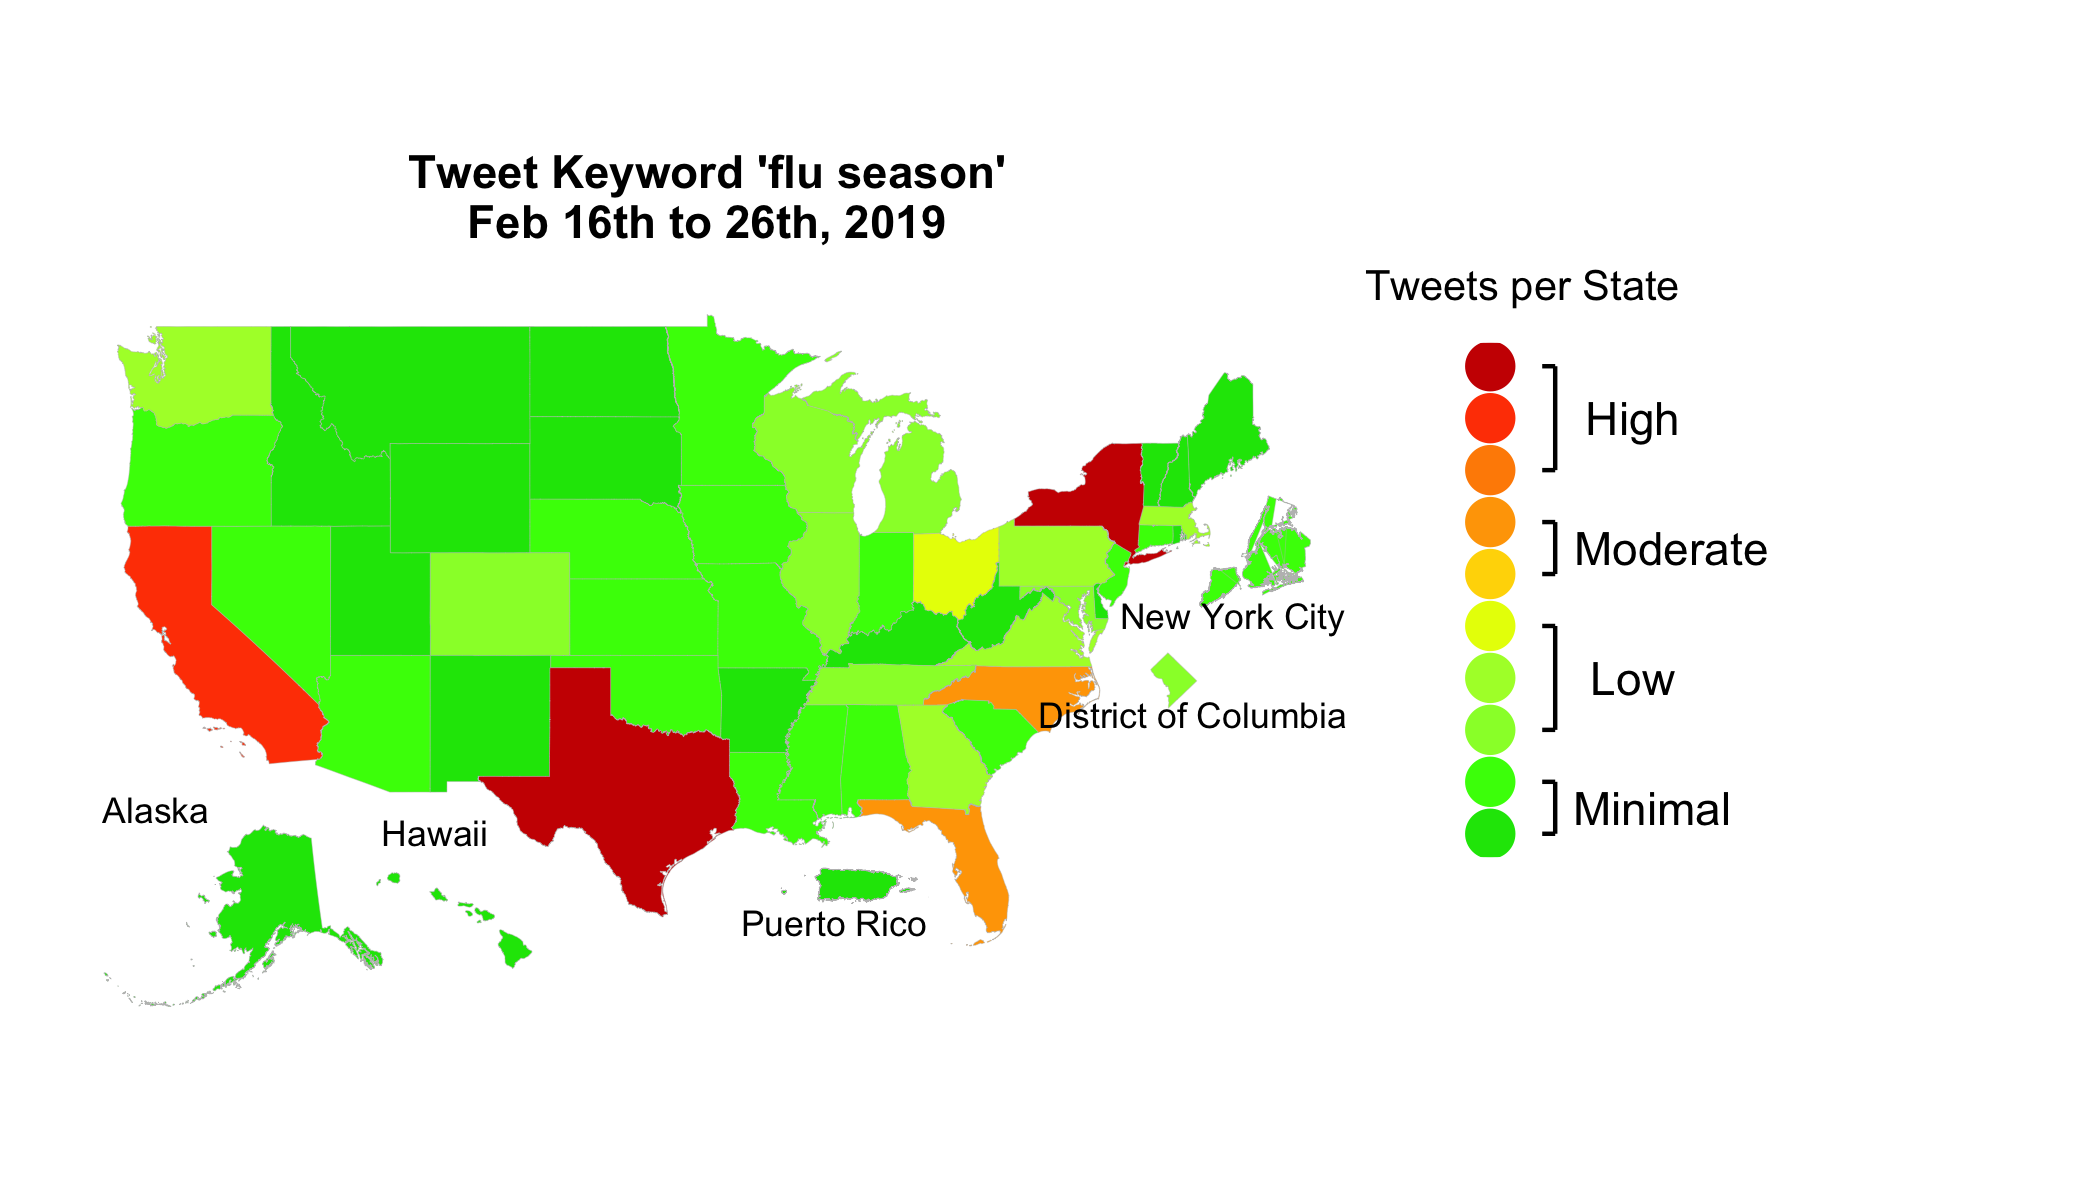 Tweet Keyword 'flu season'
Feb 16th to 26th, 2019
Tweets per State
High
Moderate
Low
Minimal
New York City
District of Columbia
Alaska
Hawaii
Puerto Rico